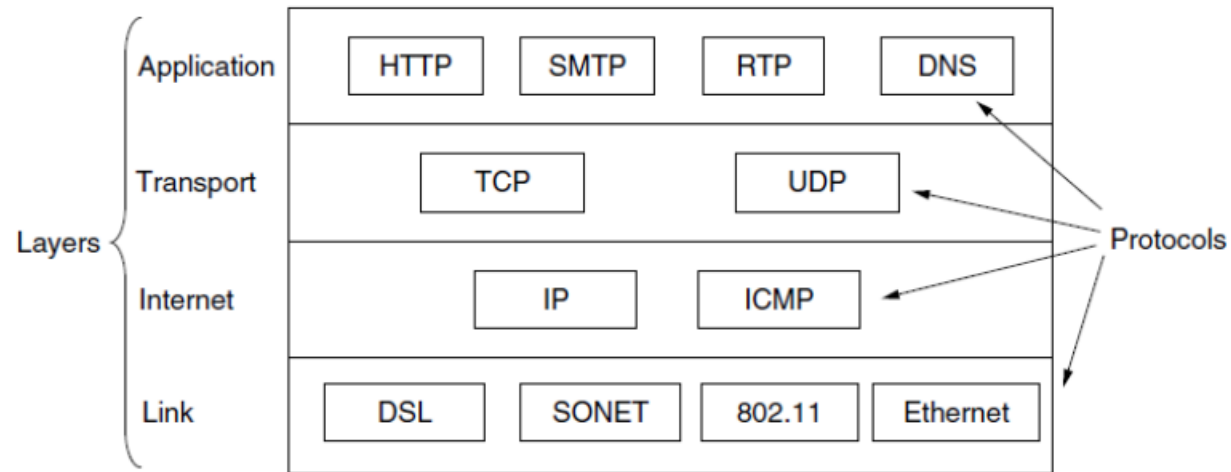 Application HTTP SMTP RTP DNS
Transport TCP UDP
Layers Protocols
Internet IP ICMP
Link DSL SONET 802.11 Ethernet